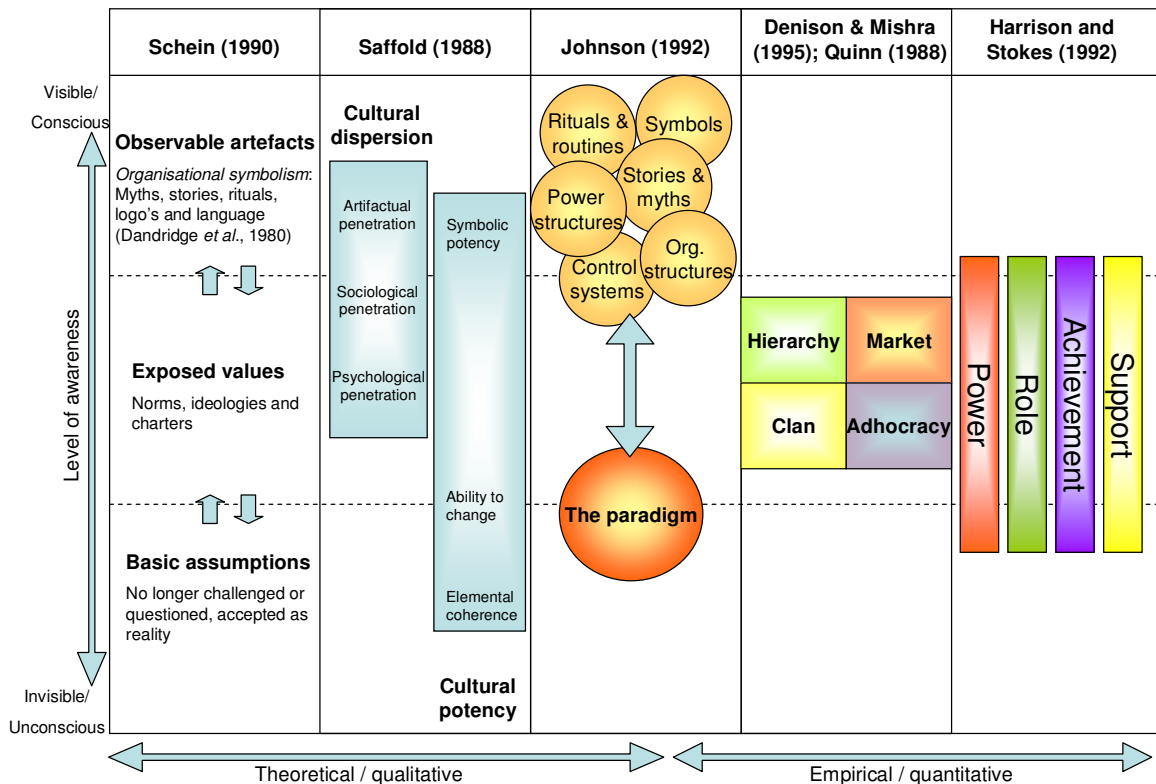 Schein (1990)
Saffold (1988)
Johnson (1992)
Denison & Mishra
(1995); Quinn (1988)
Harrison and
Stokes (1992)
Visible/
Conscious
Level of awareness
Invisible/
Unconscious
Observable artefacts
Organisational symbolism:
Myths, stories, rituals,
logo's and language
(Dandridge et al., 1980)
Exposed values
Norms, ideologies and
charters
Basic assumptions
No longer challenged or
questioned, accepted as
reality
Cultural
dispersion
Artifactual
penetration
Sociological
penetration
Psychological
penetration
Symbolic
potency
Ability to
change
Elemental
coherence
Cultural
potency
Rituals &
routines
Symbols
Stories &
myths
Power
structures
Org.
structures
Control
systems
The paradigm
Hierarchy
Market
Clan
Adhocracy
Power
Role
Achievement
Support
Theoretical / qualitative
Empirical / quantitative